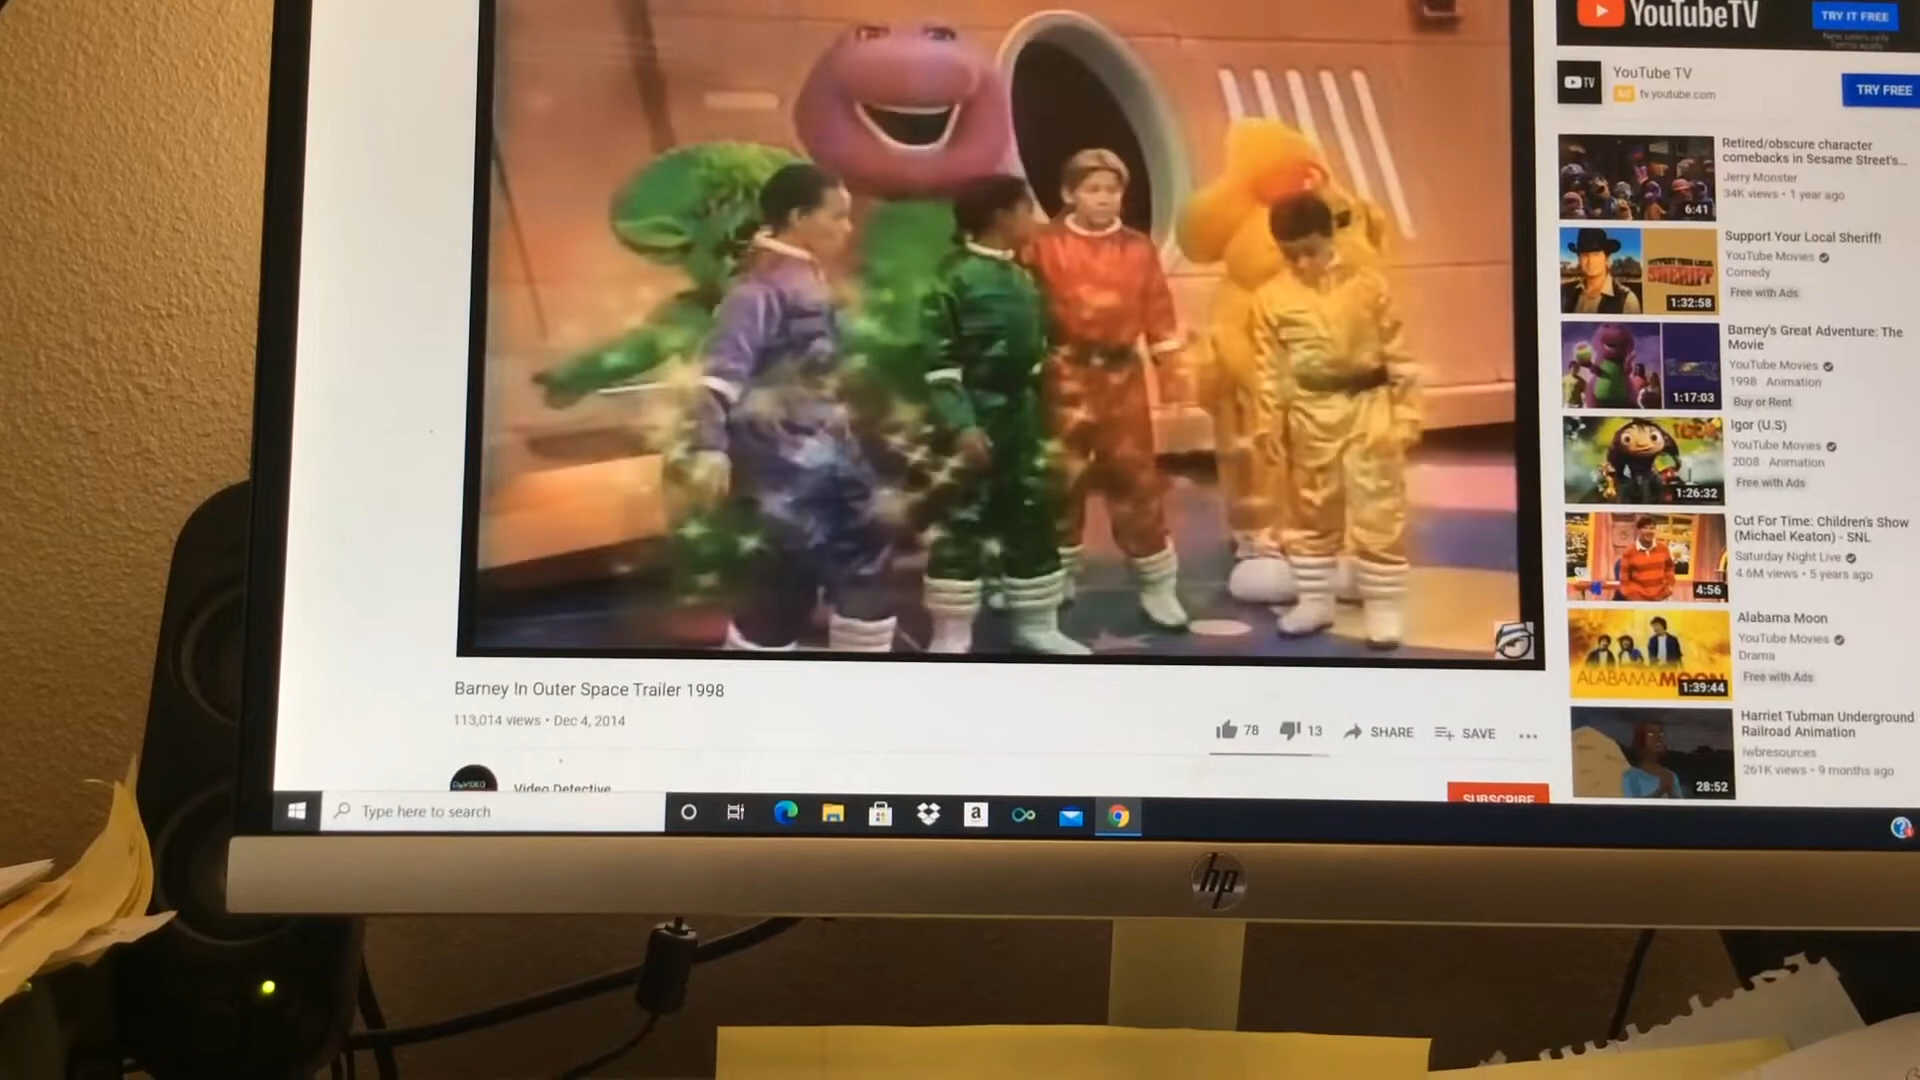 YouTubeTV
TRY IT FREE
YouTube TV
TV
Ad tv.youtube.com
TRY FREE
Retired/obscure character
comebacks in Sesame Street's...
Jerry Monster
34K views • 1 year ago
6:41
Support Your Local Sheriff!
YouTube Movies
Comedy
Free with Ads
SHERIFF
1:32:58
Barney's Great Adventure: The
Movie
YouTube Movies
1998 Animation
Buy or Rent
1:17:03
Igor (U.S)
YouTube Movies
2008 Animation
Free with Ads
1:26:32
Cut For Time: Children's Show
(Michael Keaton) - SNL
Saturday Night Live
4.6M views • 5 years ago
4:56
Alabama Moon
YouTube Movies
Drama
Free with Ads
ALABAMA MOON
1:39:44
Harriet Tubman Underground
Railroad Animation
iwbresources
261K views • 9 months ago
28:52
Barney In Outer Space Trailer 1998
113,014 views • Dec 4, 2014
78
13
SHARE
SAVE
Video Detective
SUBSCRIBE
Type here to search
a
hp